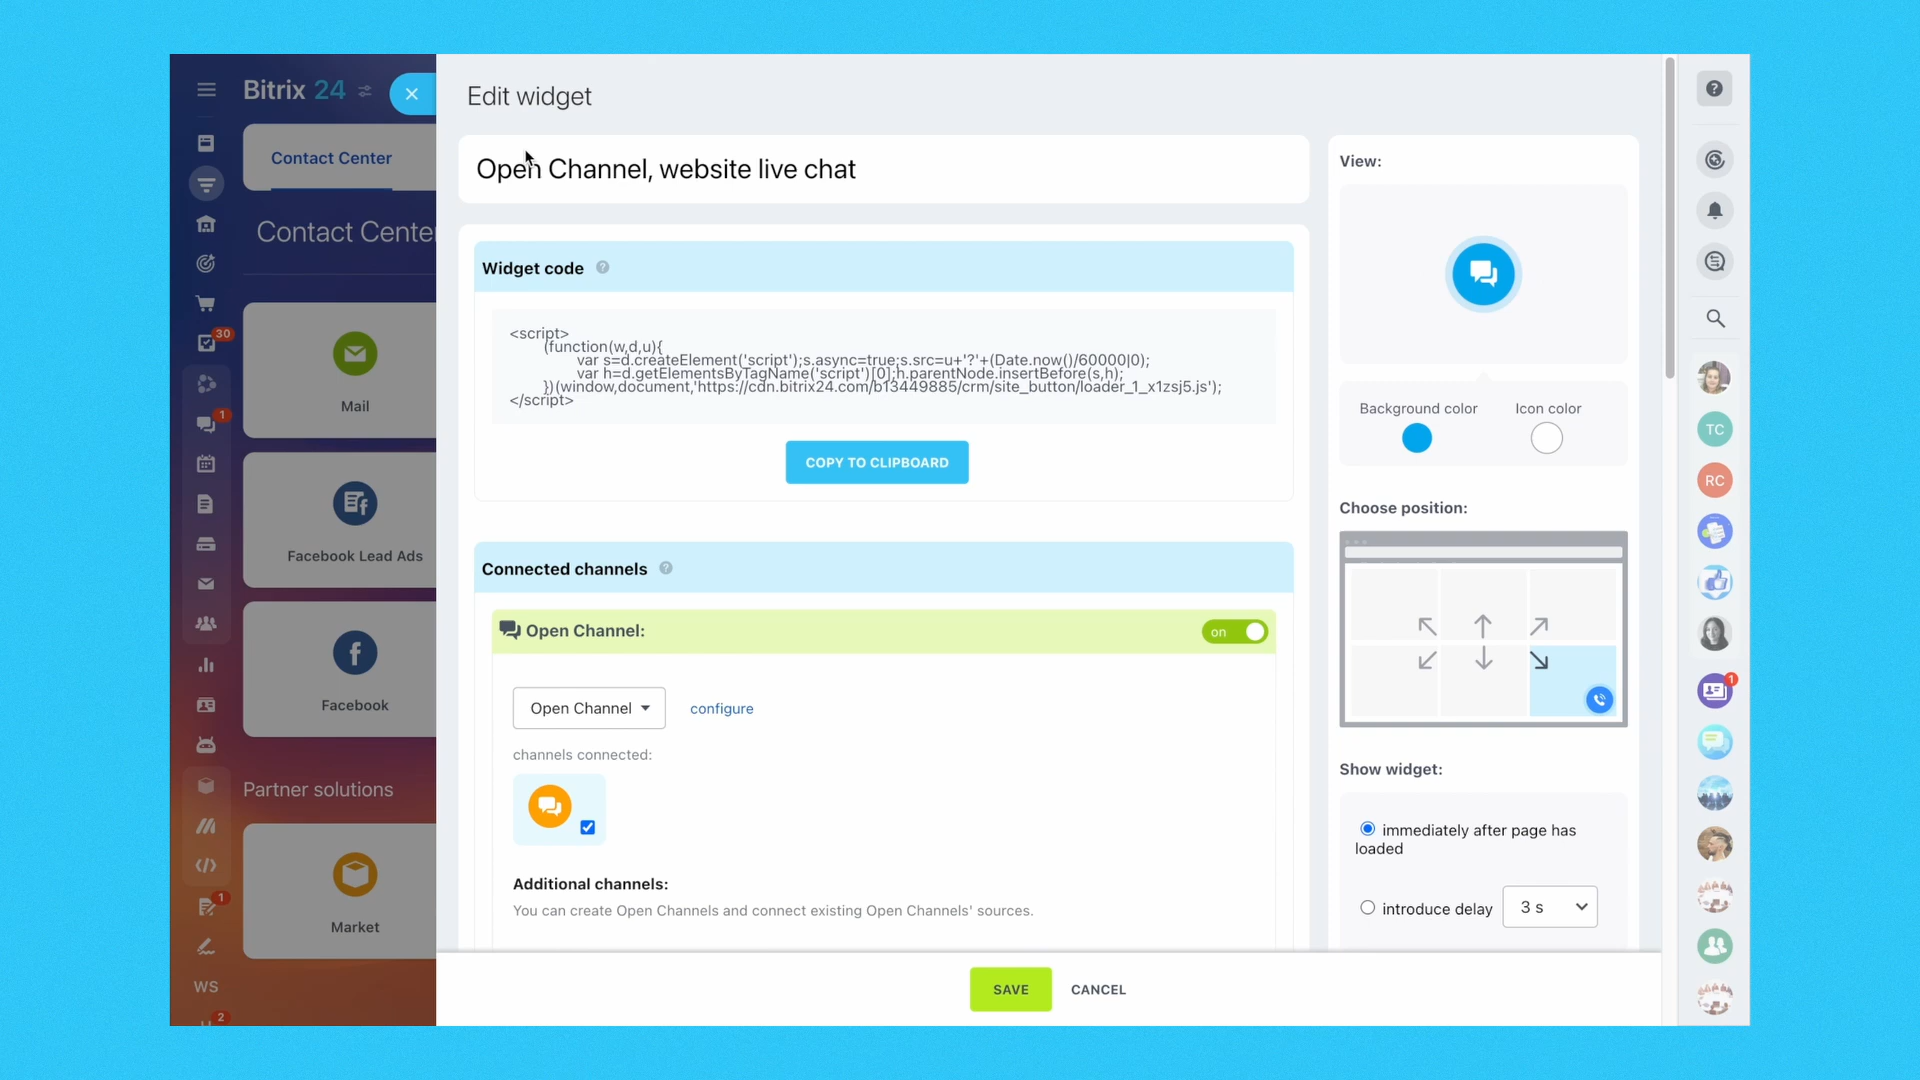 Bitrix 24
Contact Center
Contact Cente
Mail
Facebook Lead Ads
Facebook
Partner solutions
Market
30
1
1
WS
2
Edit widget
Open Channel, website live chat
Widget code
<script>
(function(w,d,u){
var s=d.createElement('script');s.async=true;s.src=u+'?'+(Date.now()/60000|0);
var h=d.getElementsByTagName('script')[0];h.parentNode.insertBefore(s,h);
})(window,document,'https://cdn.bitrix24.com/b13449885/crm/site_button/loader_1_x1zsj5.js');
</script>
COPY TO CLIPBOARD
Connected channels
Open Channel:
on
Open Channel
configure
channels connected:
Additional channels:
You can create Open Channels and connect existing Open Channels' sources.
SAVE
CANCEL
View:
Background color
Icon color
Choose position:
Show widget:
immediately after page has
loaded
introduce delay
3 s
TC
RC
1